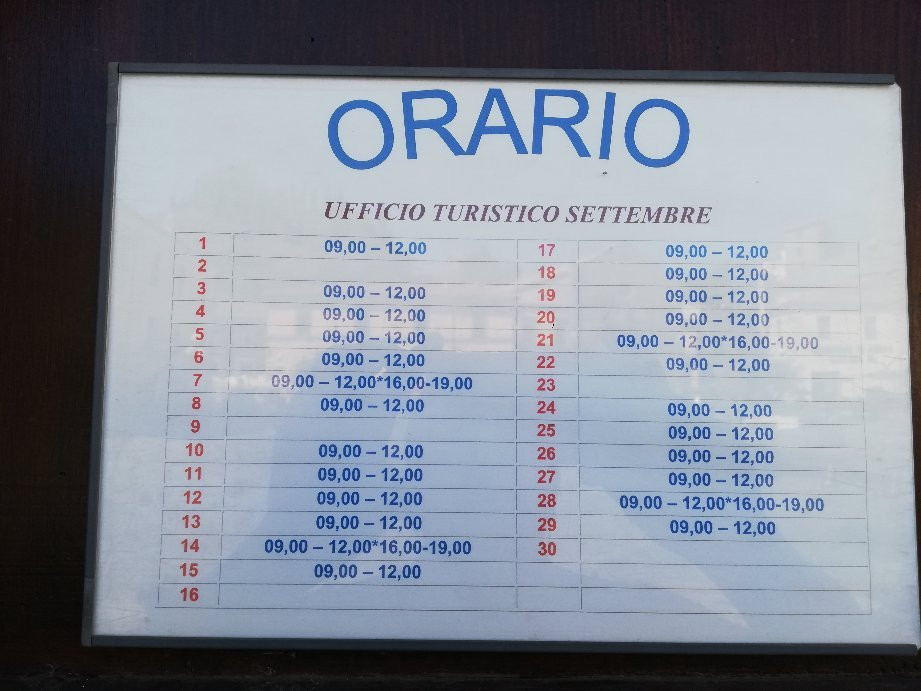 ORARIO
UFFICIO TURISTICO SETTEMBRE
1 09,00 – 12,00 17 09,00 – 12,00
2 18 09,00 – 12,00
3 09,00 – 12,00 19 09,00 – 12,00
4 09,00 – 12,00 20 09,00 – 12,00
5 09,00 – 12,00 21 09,00 – 12,00*16,00-19,00
6 09,00 – 12,00 22 09,00 – 12,00
7 09,00 – 12,00*16,00-19,00 23
8 09,00 – 12,00 24 09,00 – 12,00
9 25 09,00 – 12,00
10 09,00 – 12,00 26 09,00 – 12,00
11 09,00 – 12,00 27 09,00 – 12,00
12 09,00 – 12,00 28 09,00 – 12,00*16,00-19,00
13 09,00 – 12,00 29 09,00 – 12,00
14 09,00 – 12,00*16,00-19,00 30
15 09,00 – 12,00
16